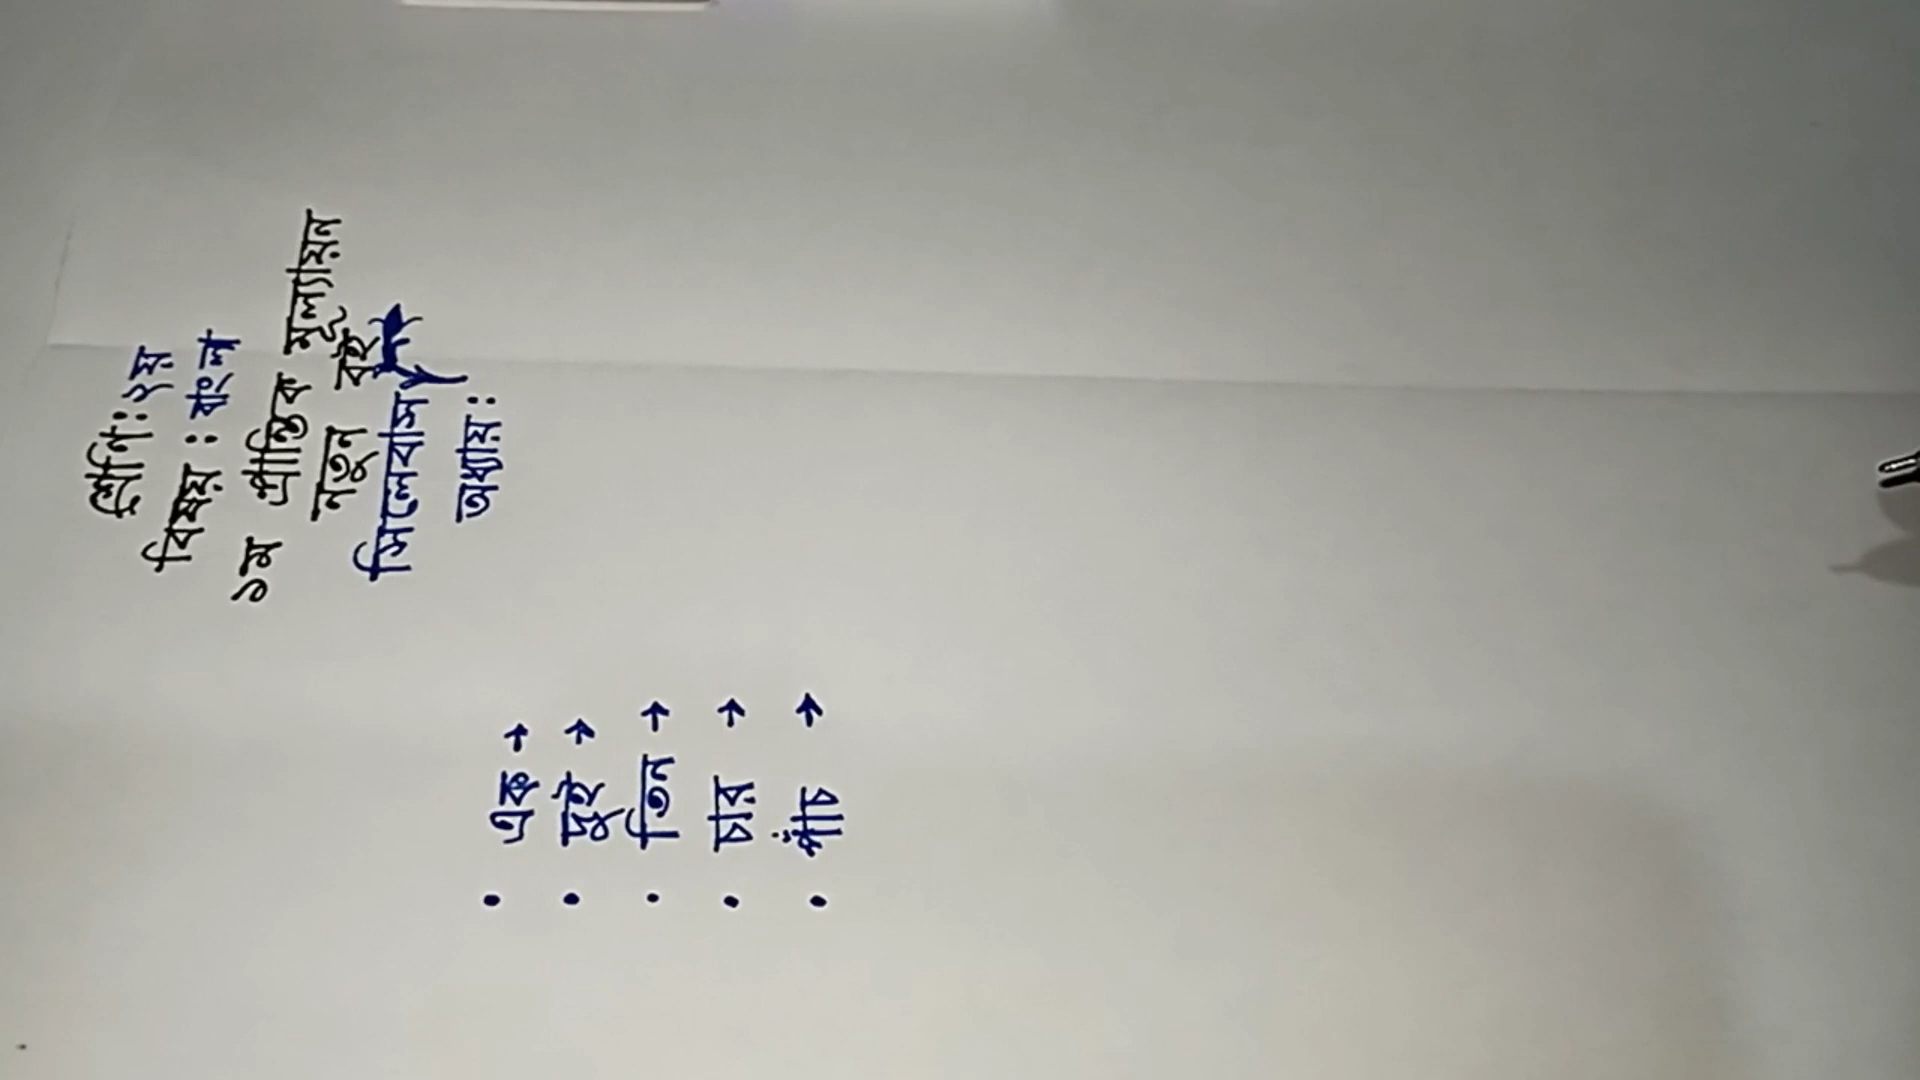 শ্রেণি : ২য়
বিষয় : বাংলা
৩য় প্রান্তিক মূল্যায়ন
নতুন বই
সিলেবাস
অধ্যায় :
• এক →
• দুই →
• তিন →
• চার →
• পাঁচ →